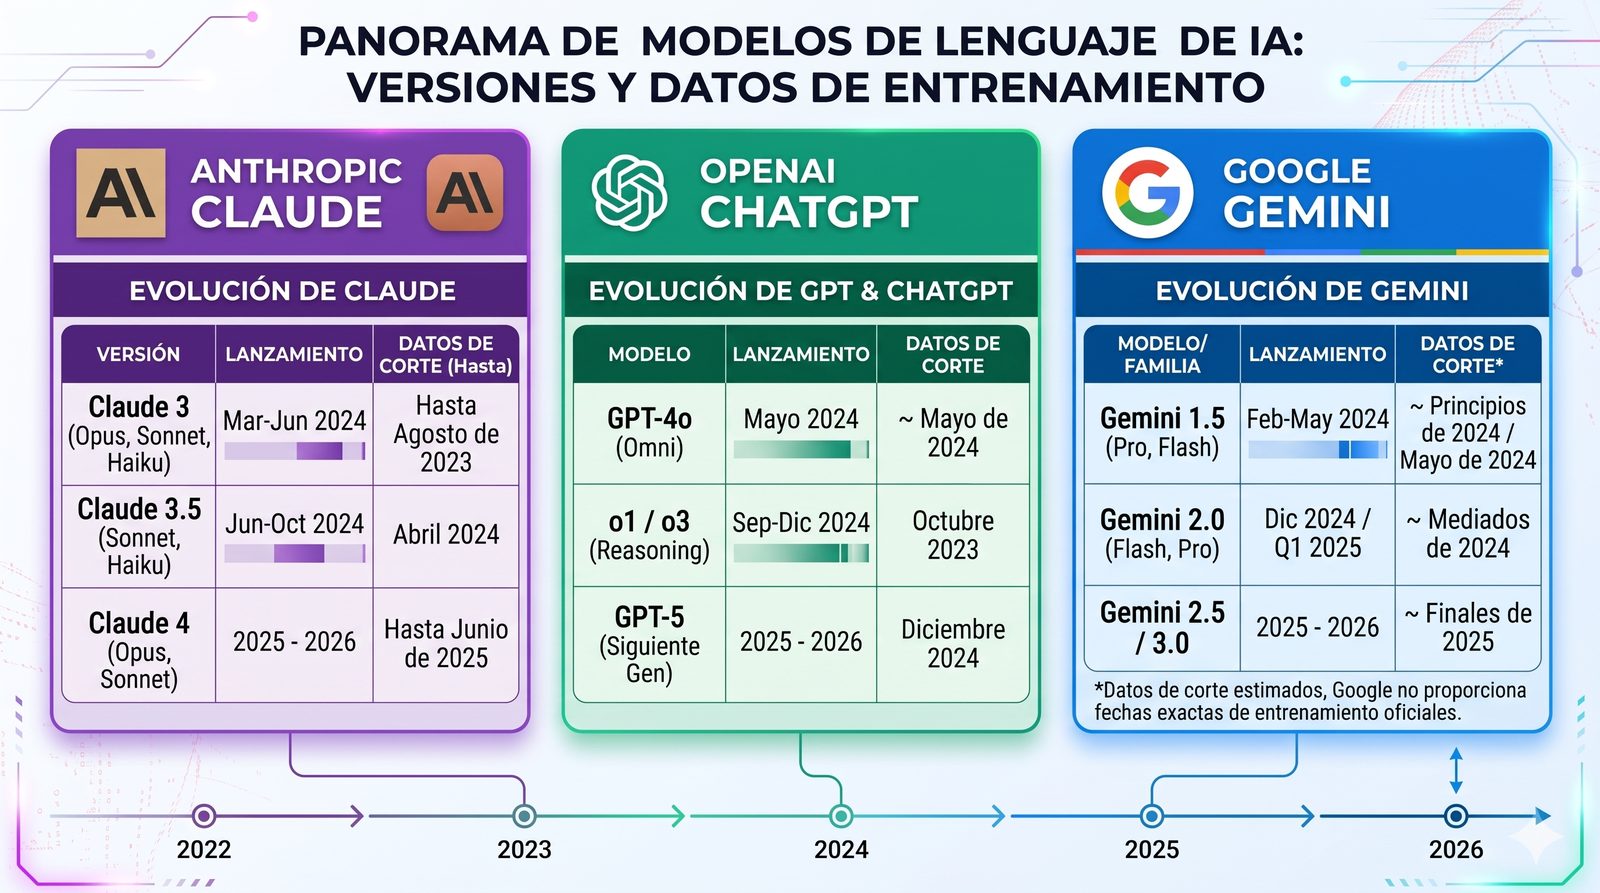 PANORAMA DE MODELOS DE LENGUAJE DE IA:
VERSIONES Y DATOS DE ENTRENAMIENTO
ANTHROPIC
CLAUDE
EVOLUCIÓN DE CLAUDE
VERSIÓN
LANZAMIENTO
DATOS DE
CORTE (Hasta)
Claude 3
(Opus, Sonnet,
Haiku)
Mar-Jun 2024
Hasta
Agosto de
2023
Claude 3.5
(Sonnet,
Haiku)
Jun-Oct 2024
Abril 2024
Claude 4
(Opus,
Sonnet)
2025 - 2026
Hasta Junio
de 2025
OPENAI
CHATGPT
EVOLUCIÓN DE GPT & CHATGPT
MODELO
LANZAMIENTO
DATOS DE
CORTE
GPT-4o
(Omni)
Mayo 2024
~ Mayo de
2024
o1 / o3
(Reasoning)
Sep-Dic 2024
Octubre
2023
GPT-5
(Siguiente
Gen)
2025 - 2026
Diciembre
2024
GOOGLE
GEMINI
EVOLUCIÓN DE GEMINI
MODELO/
FAMILIA
LANZAMIENTO
DATOS DE
CORTE*
Gemini 1.5
(Pro, Flash)
Feb-May 2024
~ Principios
de 2024 /
Mayo de 2024
Gemini 2.0
(Flash, Pro)
Dic 2024 /
Q1 2025
~ Mediados
de 2024
Gemini 2.5
/ 3.0
2025 - 2026
~ Finales de
2025
*Datos de corte estimados, Google no proporciona
fechas exactas de entrenamiento oficiales.
2022
2023
2024
2025
2026